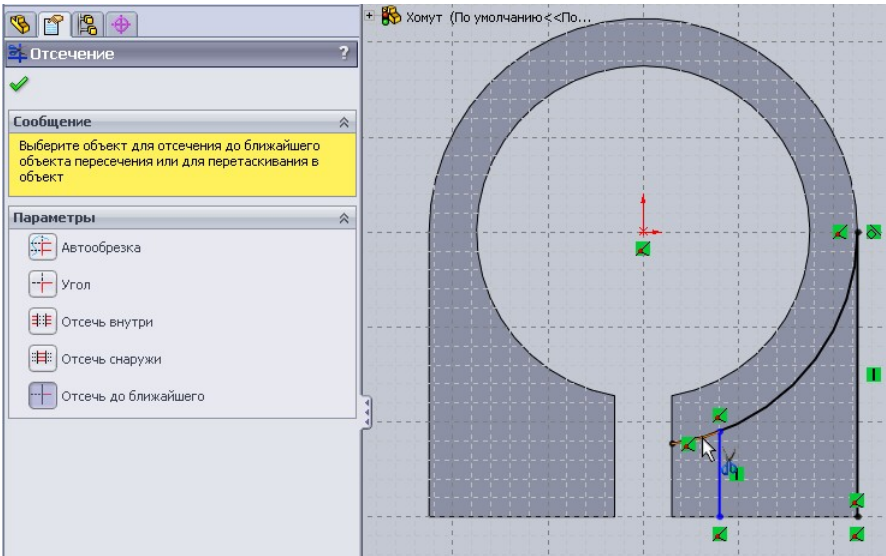 Хомут (По умолчанию<<По...
Отсечение ?
Сообщение
Выберите объект для отсечения до ближайшего
объекта пересечения или для перетаскивания в
объект
Параметры
Автообрезка
Угол
Отсечь внутри
Отсечь снаружи
Отсечь до ближайшего